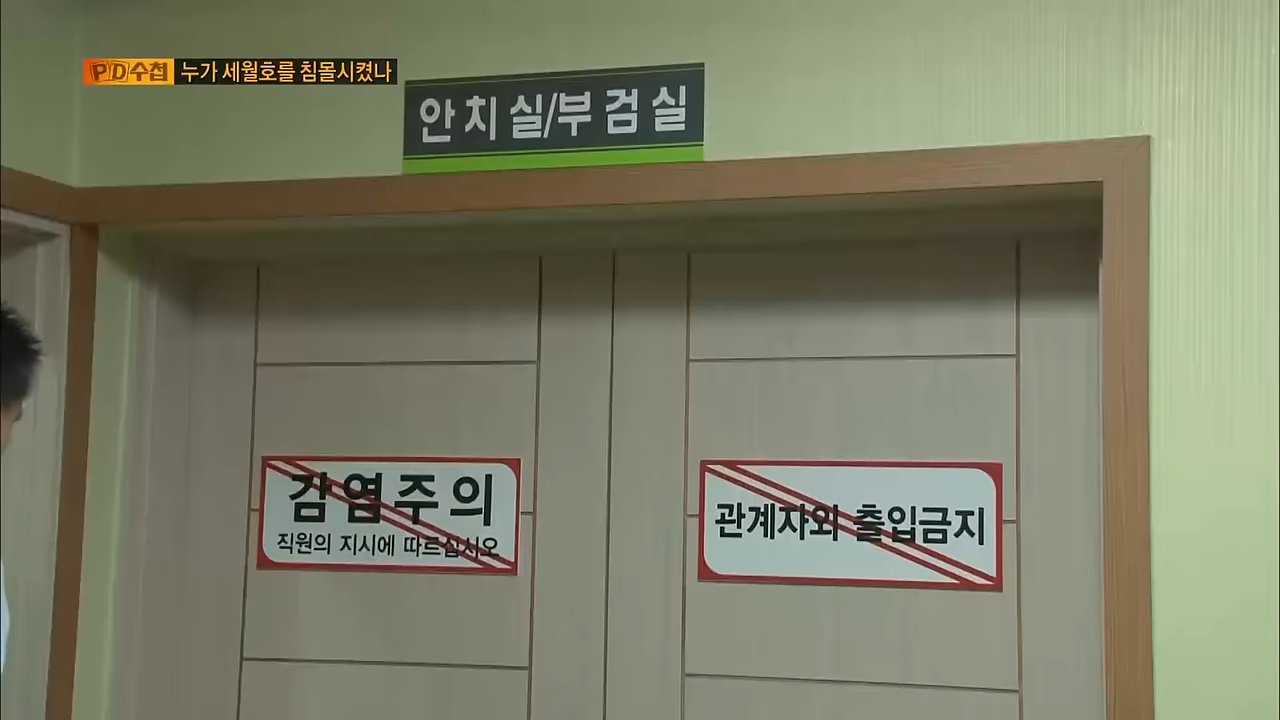 PD수첩 누가 세월호를 침몰시켰나
안치실/부검실
감염주의
직원의 지시에 따르십시오
관계자외 출입금지